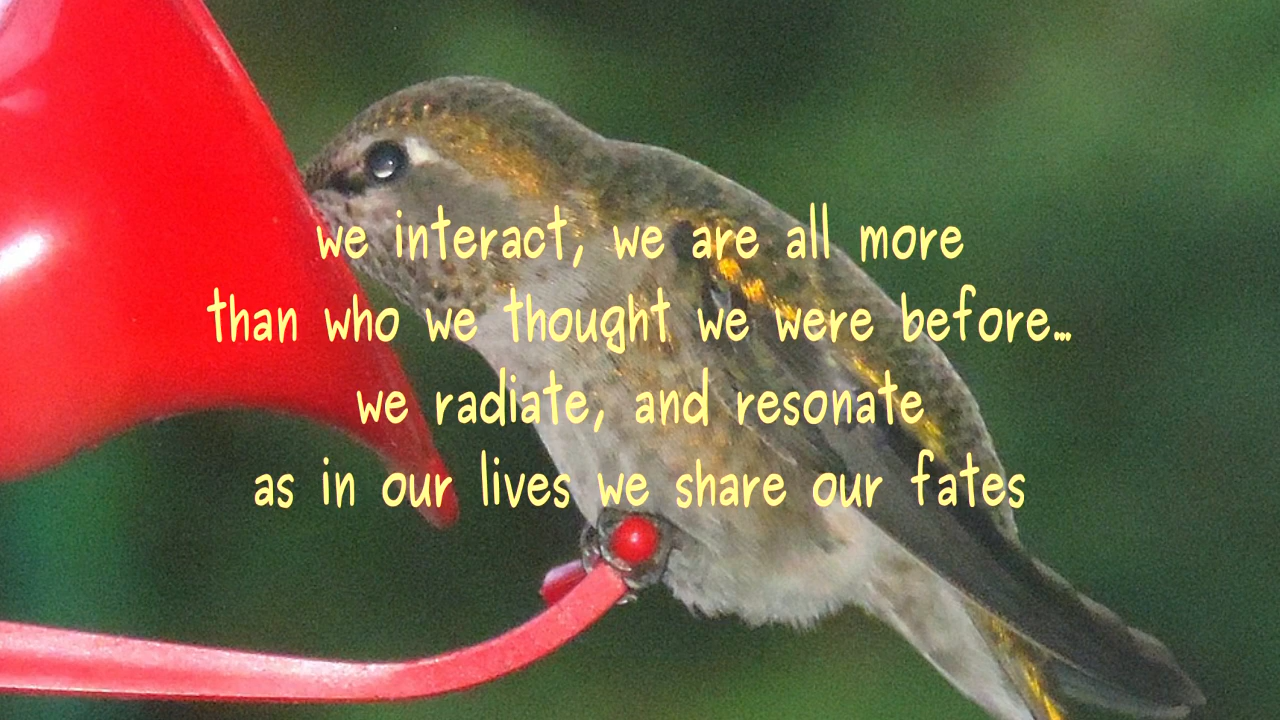 we interact, we are all more
than who we thought we were before...
we radiate, and resonate
as in our lives we share our fates